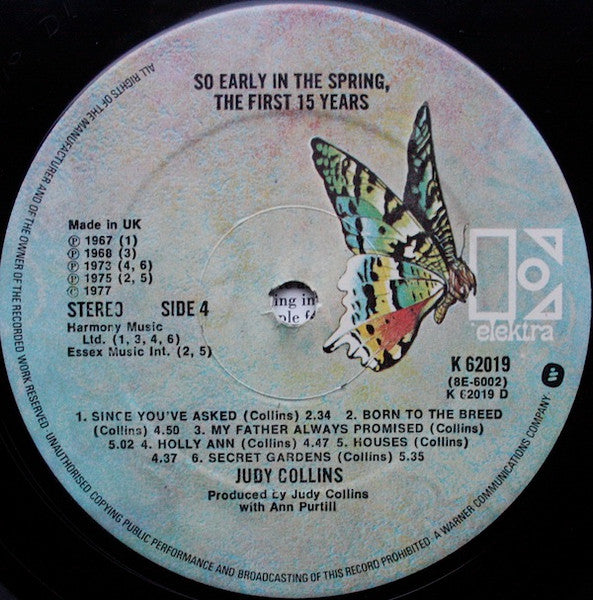 SO EARLY IN THE SPRING,
THE FIRST 15 YEARS
Made in UK
℗ 1967 (1)
℗ 1968 (3)
℗ 1973 (4, 6)
℗ 1975 (2, 5)
© 1977
STEREO SIDE 4
Harmony Music
Ltd. (1, 3, 4, 6)
Essex Music Int. (2, 5)
ing in
ple f
elektra
K 62019
(8E-6002)
K 62019 D
1. SINCE YOU'VE ASKED (Collins) 2.34 2. BORN TO THE BREED
(Collins) 4.50 3. MY FATHER ALWAYS PROMISED (Collins)
5.02 4. HOLLY ANN (Collins) 4.47 5. HOUSES (Collins)
4.37 6. SECRET GARDENS (Collins) 5.35
JUDY COLLINS
Produced by Judy Collins
with Ann Purtill
ALL RIGHTS OF THE MANUFACTURER AND OF THE OWNER OF THE RECORDED WORK RESERVED · UNAUTHORISED COPYING PUBLIC PERFORMANCE AND BROADCASTING OF THIS RECORD PROHIBITED · A WARNER COMMUNICATIONS COMPANY.